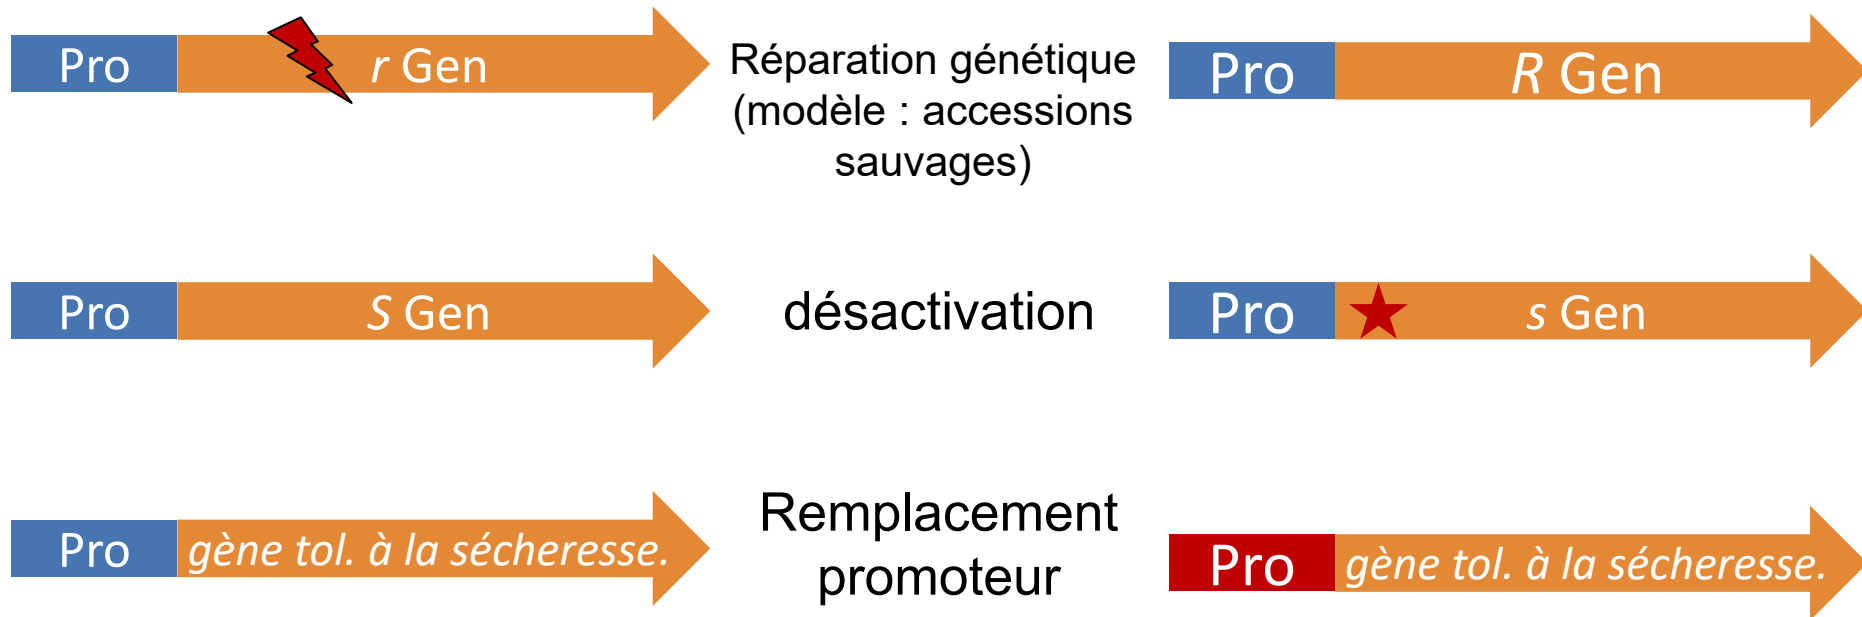 Pro r Gen
Réparation génétique
(modèle : accessions
sauvages)
Pro R Gen
Pro S Gen
désactivation
Pro s Gen
Pro gène tol. à la sécheresse.
Remplacement
promoteur
Pro gène tol. à la sécheresse.